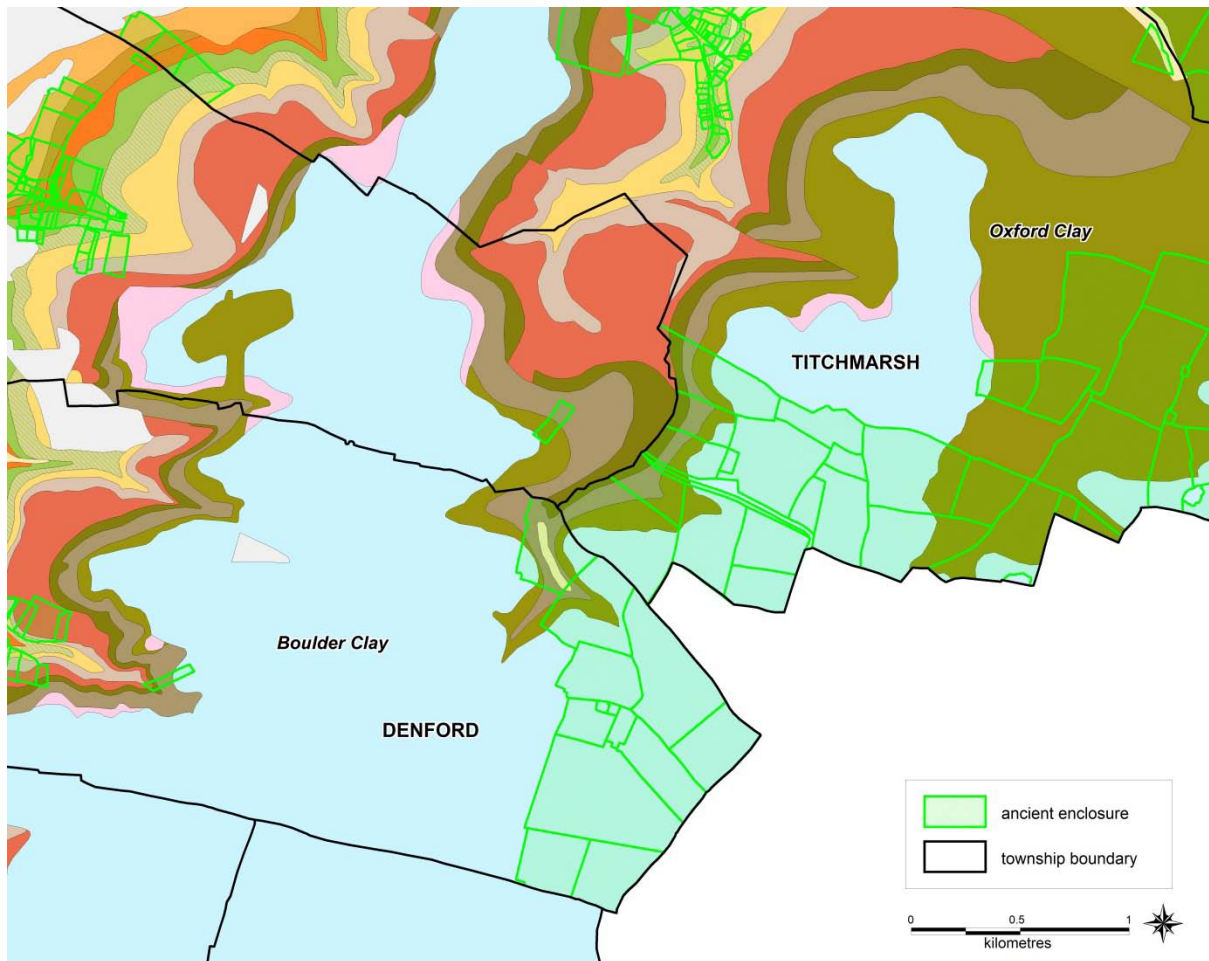 Oxford Clay
TITCHMARSH
Boulder Clay
DENFORD
ancient enclosure
township boundary
0 0.5 1
kilometres